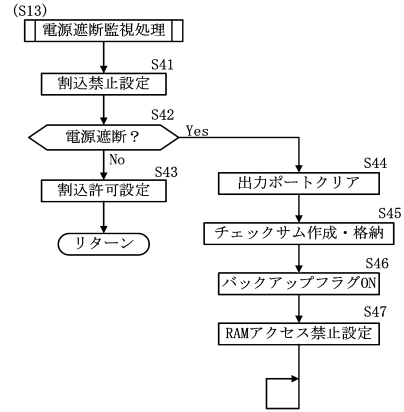 (S13)
電源遮断監視処理
S41
割込禁止設定
S42
電源遮断？
Yes
No
S43
割込許可設定
リターン
S44
出力ポートクリア
S45
チェックサム作成・格納
S46
バックアップフラグON
S47
RAMアクセス禁止設定